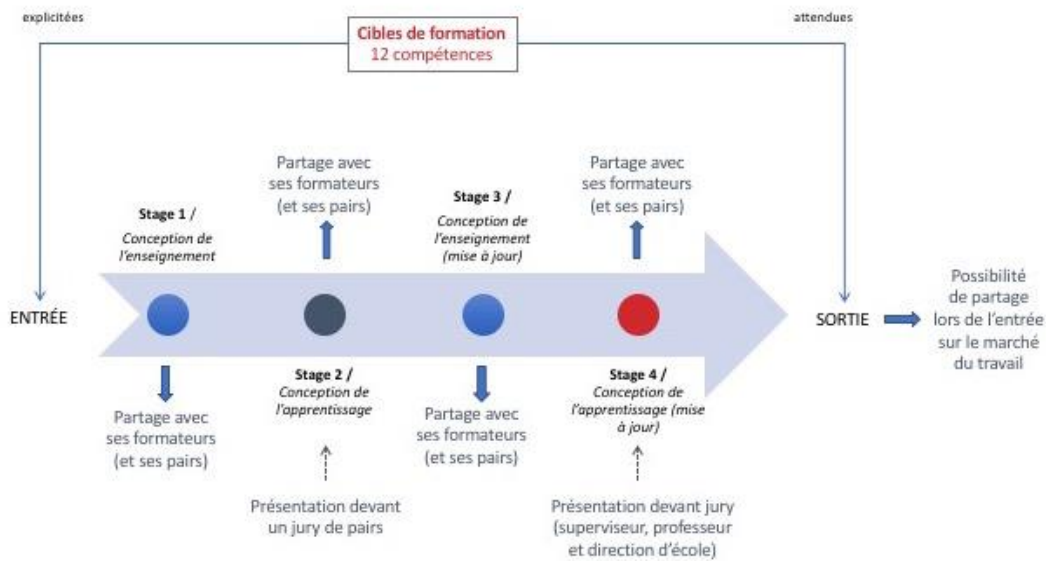 explicitées
attendues
Cibles de formation
12 compétences
Partage avec
ses formateurs
(et ses pairs)
Partage avec
ses formateurs
(et ses pairs)
Stage 1 /
Conception de
l'enseignement
Stage 3 /
Conception de
l'enseignement
(mise à jour)
ENTRÉE
SORTIE
Possibilité
de partage
lors de l'entrée
sur le marché
du travail
Partage avec
ses formateurs
(et ses pairs)
Stage 2 /
Conception de
l'apprentissage
Partage avec
ses formateurs
(et ses pairs)
Stage 4 /
Conception de
l'apprentissage (mise
à jour)
Présentation devant
un jury de pairs
Présentation devant jury
(superviseur, professeur
et direction d'école)